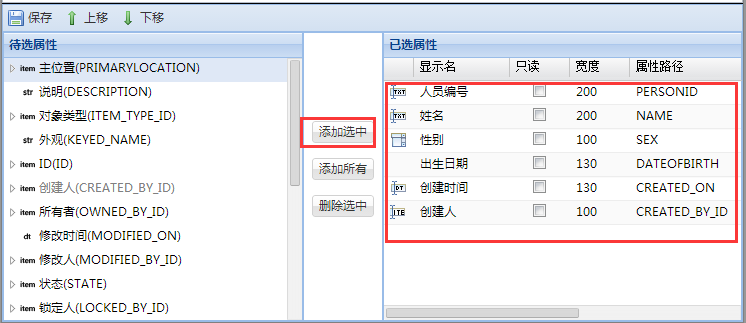 保存 上移 下移
待选属性
item 主位置(PRIMARYLOCATION)
str 说明(DESCRIPTION)
item 对象类型(ITEM_TYPE_ID)
str 外观(KEYED_NAME)
item ID(ID)
item 创建人(CREATED_BY_ID)
item 所有者(OWNED_BY_ID)
dt 修改时间(MODIFIED_ON)
item 修改人(MODIFIED_BY_ID)
item 状态(STATE)
item 锁定人(LOCKED_BY_ID)
添加选中
添加所有
删除选中
已选属性
显示名 只读 宽度 属性路径
TXT 人员编号 200 PERSONID
TXT 姓名 200 NAME
性别 100 SEX
出生日期 130 DATEOFBIRTH
DT 创建时间 130 CREATED_ON
ITE 创建人 100 CREATED_BY_ID